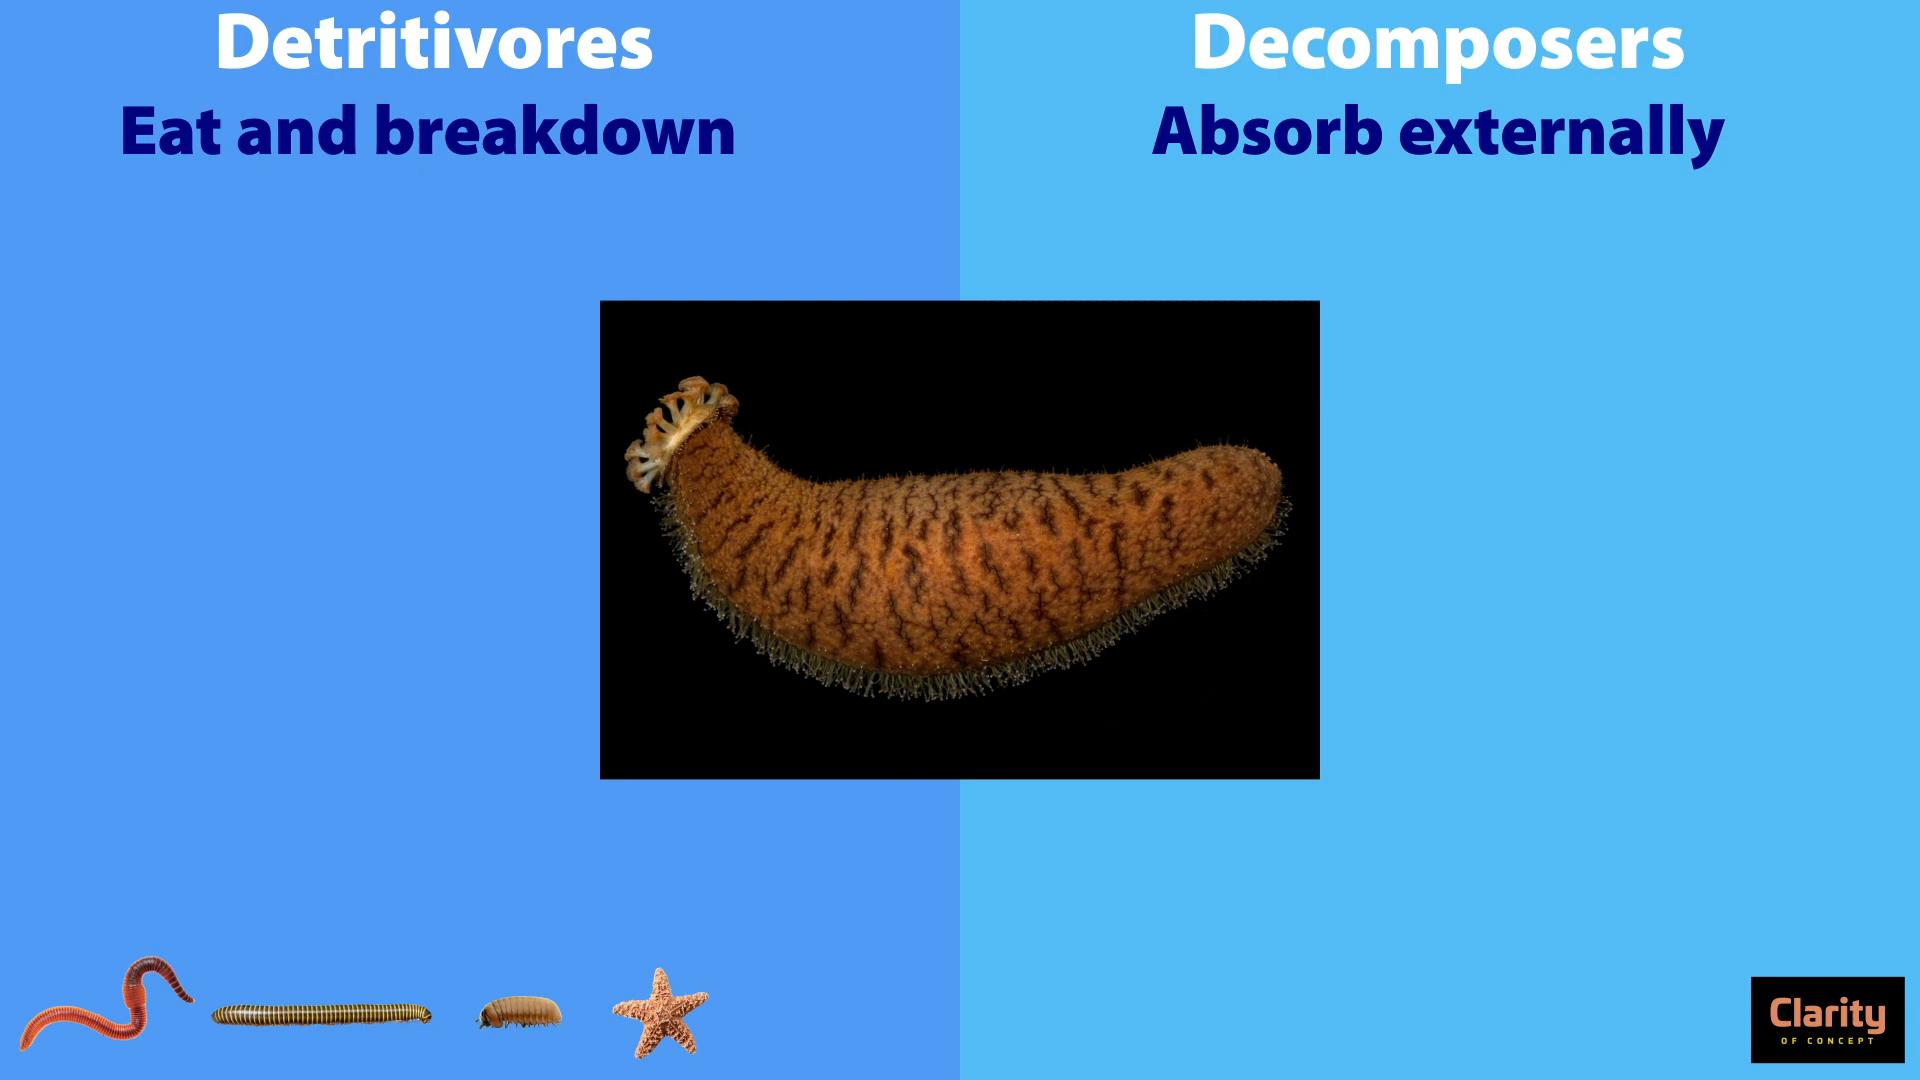 Detritivores
Eat and breakdown
Decomposers
Absorb externally
Clarity
OF CONCEPT